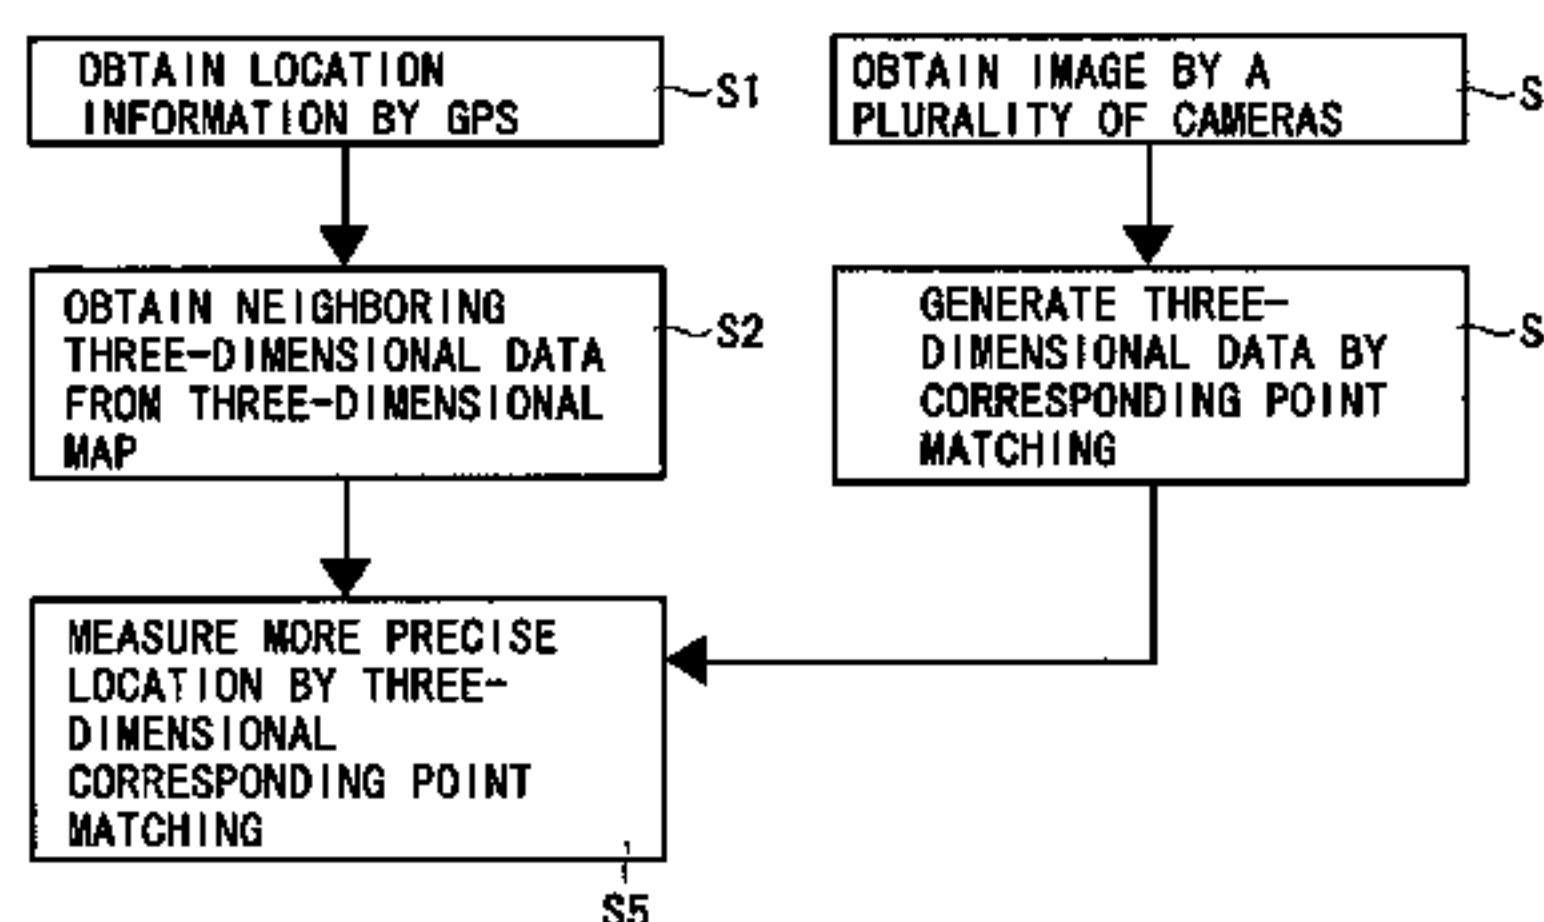 OBTAIN LOCATION
INFORMATION BY GPS
S1
OBTAIN IMAGE BY A
PLURALITY OF CAMERAS
S
OBTAIN NEIGHBORING
THREE-DIMENSIONAL DATA
FROM THREE-DIMENSIONAL
MAP
S2
GENERATE THREE-
DIMENSIONAL DATA BY
CORRESPONDING POINT
MATCHING
S
MEASURE MORE PRECISE
LOCATION BY THREE-
DIMENSIONAL
CORRESPONDING POINT
MATCHING
S5